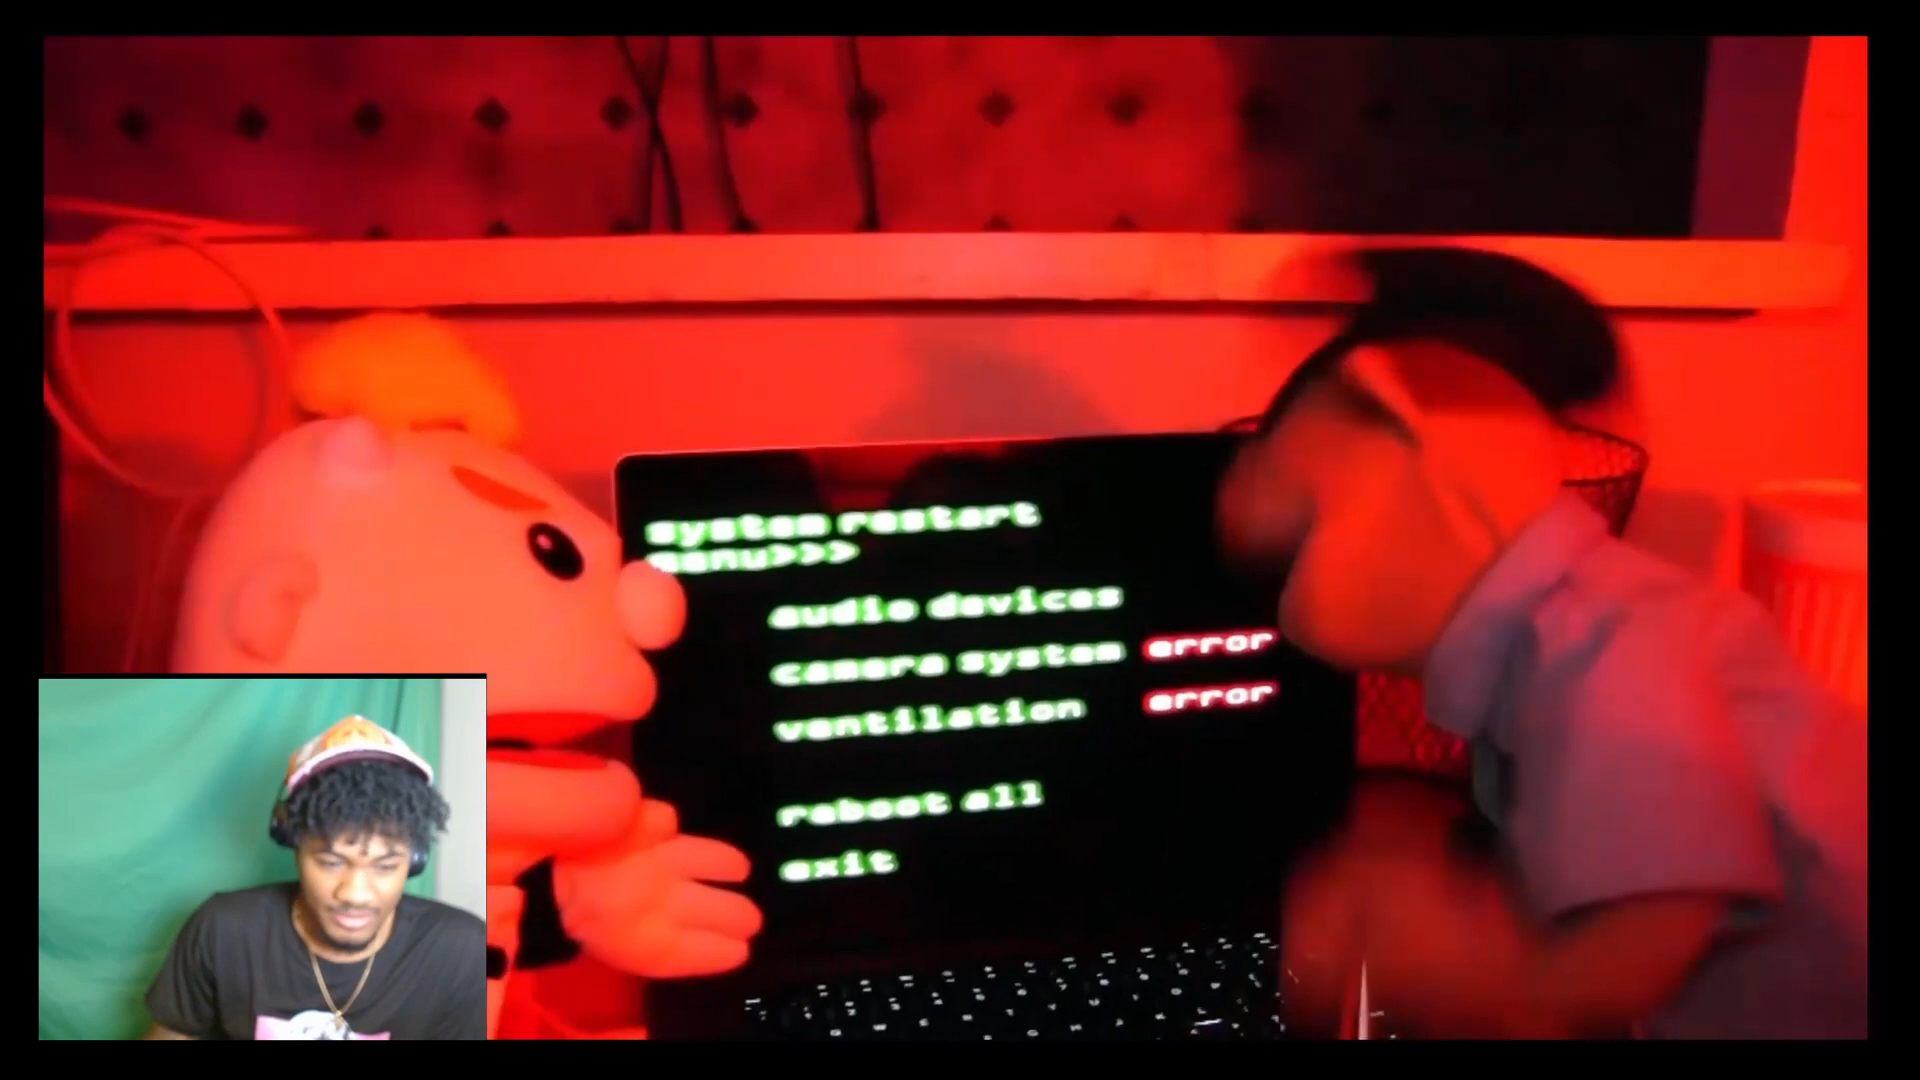 system restart
menu>>>
audio devices
camera system error
ventilation error
reboot all
exit